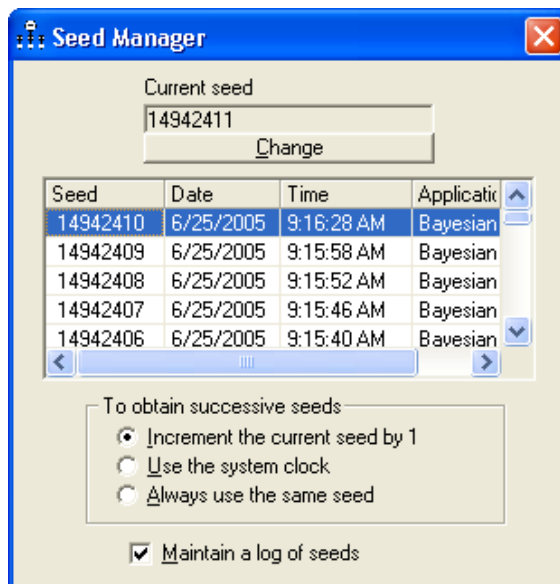 Seed Manager
Current seed
14942411
Change
Seed Date Time Applicatic
14942410 6/25/2005 9:16:28 AM Bayesian
14942409 6/25/2005 9:15:58 AM Bayesian
14942408 6/25/2005 9:15:52 AM Bayesian
14942407 6/25/2005 9:15:46 AM Bayesian
14942406 6/25/2005 9:15:40 AM Bayesian
To obtain successive seeds
Increment the current seed by 1
Use the system clock
Always use the same seed
Maintain a log of seeds